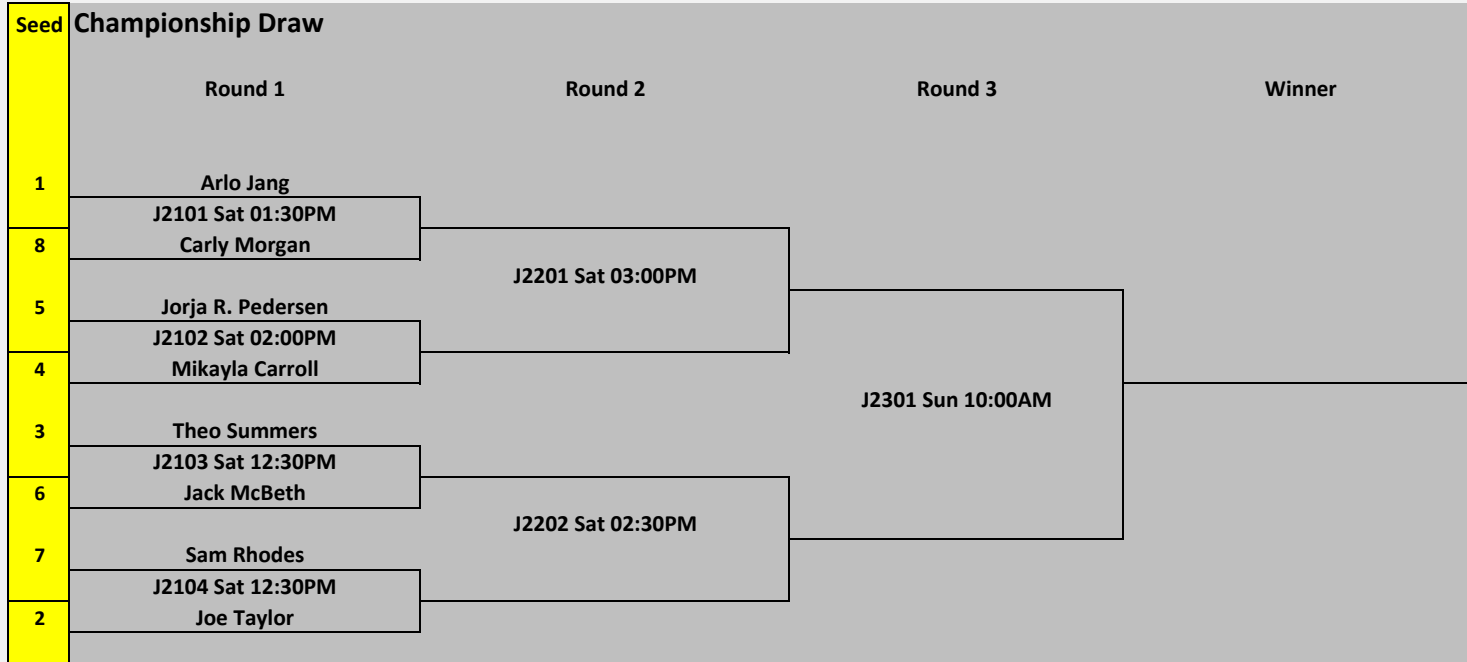 Seed Championship Draw
Round 1 Round 2 Round 3 Winner
1 Arlo Jang
J2101 Sat 01:30PM
8 Carly Morgan
J2201 Sat 03:00PM
5 Jorja R. Pedersen
J2102 Sat 02:00PM
4 Mikayla Carroll
J2301 Sun 10:00AM
3 Theo Summers
J2103 Sat 12:30PM
6 Jack McBeth
J2202 Sat 02:30PM
7 Sam Rhodes
J2104 Sat 12:30PM
2 Joe Taylor